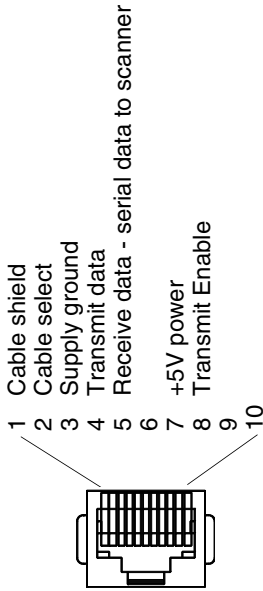 1 Cable shield
2 Cable select
3 Supply ground
4 Transmit data
5 Receive data - serial data to scanner
6
7 +5V power
8 Transmit Enable
9
10